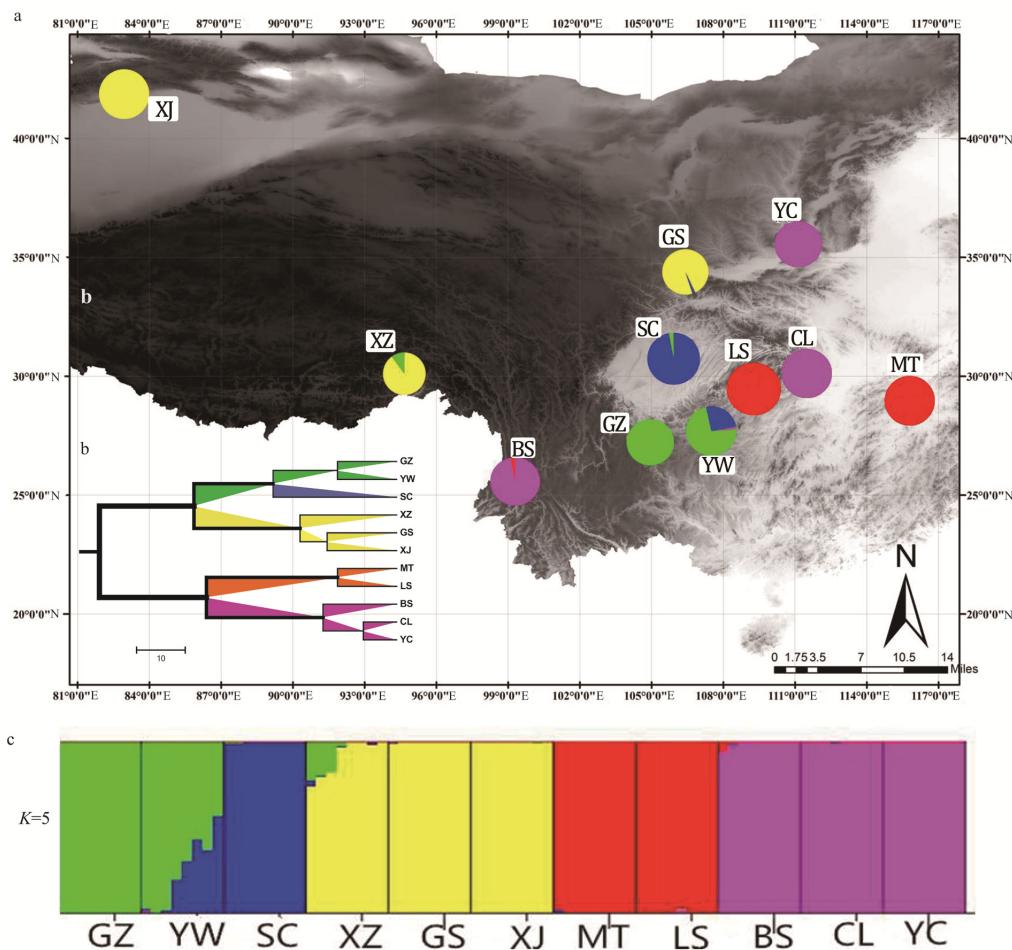 a
81°0'0"E 84°0'0"E 87°0'0"E 90°0'0"E 93°0'0"E 96°0'0"E 99°0'0"E 102°0'0"E 105°0'0"E 108°0'0"E 111°0'0"E 114°0'0"E 117°0'0"E
XJ
40°0'0"N 40°0'0"N
YC
GS
35°0'0"N 35°0'0"N
b
SC
XZ
LS
CL
MT
30°0'0"N 30°0'0"N
GZ
YW
BS
b
GZ
YW
SC
25°0'0"N 25°0'0"N
XZ
GS
XJ
MT
LS
BS
CL
YC
N
20°0'0"N 20°0'0"N
10
0 1.75 3.5 7 10.5 14
Miles
81°0'0"E 84°0'0"E 87°0'0"E 90°0'0"E 93°0'0"E 96°0'0"E 99°0'0"E 102°0'0"E 105°0'0"E 108°0'0"E 111°0'0"E 114°0'0"E 117°0'0"E
c
K=5
GZ YW SC XZ GS XJ MT LS BS CL YC